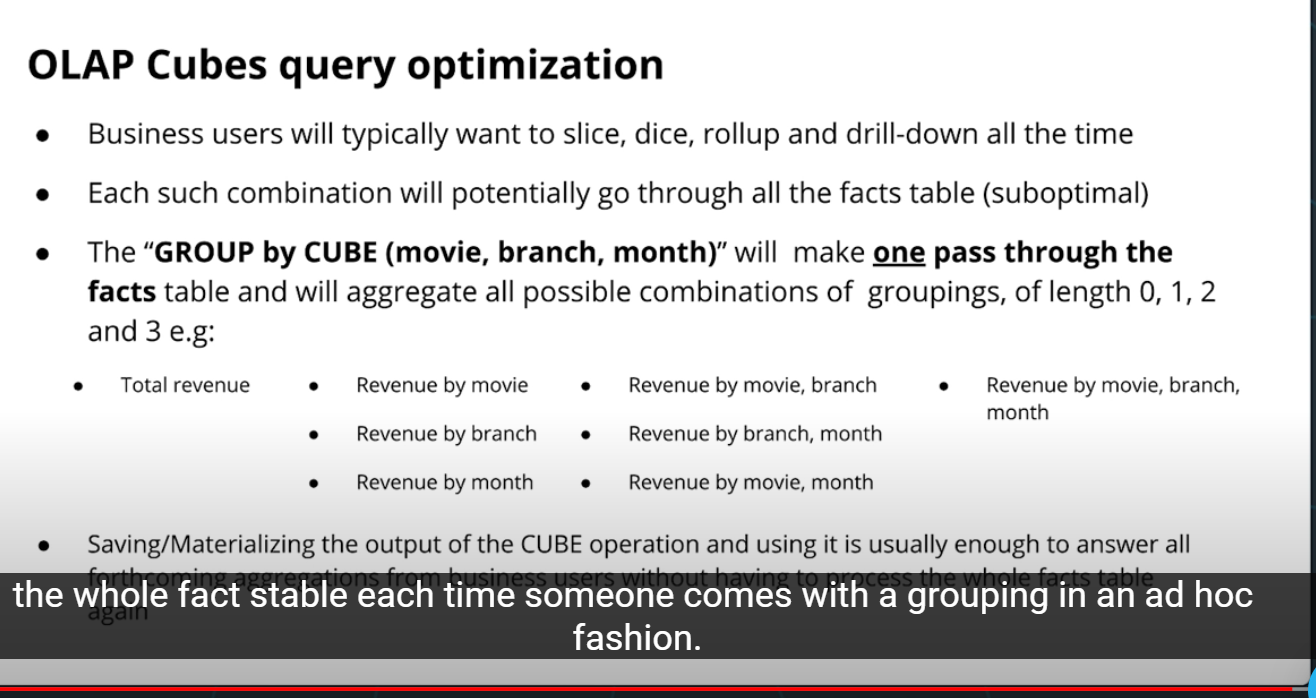 OLAP Cubes query optimization
● Business users will typically want to slice, dice, rollup and drill-down all the time
● Each such combination will potentially go through all the facts table (suboptimal)
● The “GROUP by CUBE (movie, branch, month)” will make one pass through the
facts table and will aggregate all possible combinations of groupings, of length 0, 1, 2
and 3 e.g:
● Total revenue
● Revenue by movie
● Revenue by branch
● Revenue by month
● Revenue by movie, branch
● Revenue by branch, month
● Revenue by movie, month
● Revenue by movie, branch,
month
● Saving/Materializing the output of the CUBE operation and using it is usually enough to answer all
forthcoming aggregations from business users without having to process the whole facts table
again
the whole fact stable each time someone comes with a grouping in an ad hoc
fashion.